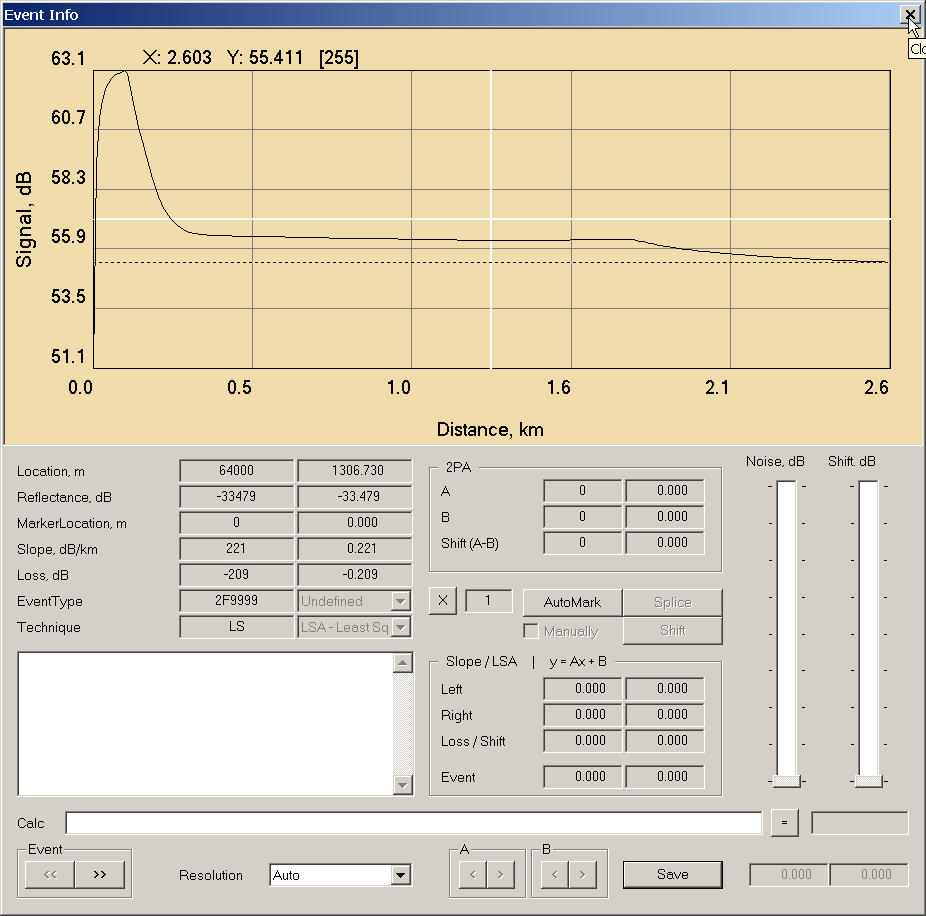 Event Info
Clo
63.1 X: 2.603 Y: 55.411 [255]
60.7
58.3
55.9
53.5
51.1
Signal, dB
0.0 0.5 1.0 1.6 2.1 2.6
Distance, km
Location, m 64000 1306.730
Reflectance, dB -33479 -33.479
MarkerLocation, m 0 0.000
Slope, dB/km 221 0.221
Loss, dB -209 -0.209
EventType 2F9999 Undefined
Technique LS LSA - Least Sq
2PA
A 0 0.000
B 0 0.000
Shift (A-B) 0 0.000
X 1 AutoMark Splice
Manually Shift
Slope / LSA | y = Ax + B
Left 0.000 0.000
Right 0.000 0.000
Loss / Shift 0.000 0.000
Event 0.000 0.000
Noise, dB Shift. dB
Calc =
Event
<< >>
Resolution Auto
A
< >
B
< >
Save
0.000 0.000